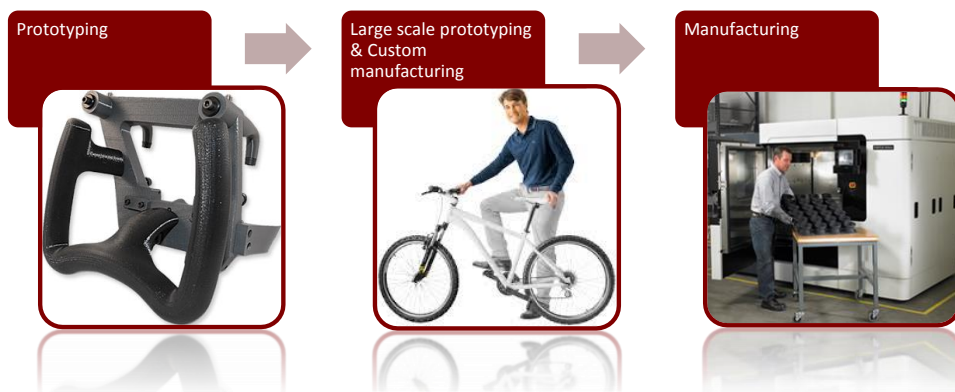 Prototyping
Large scale prototyping
& Custom
manufacturing
Manufacturing